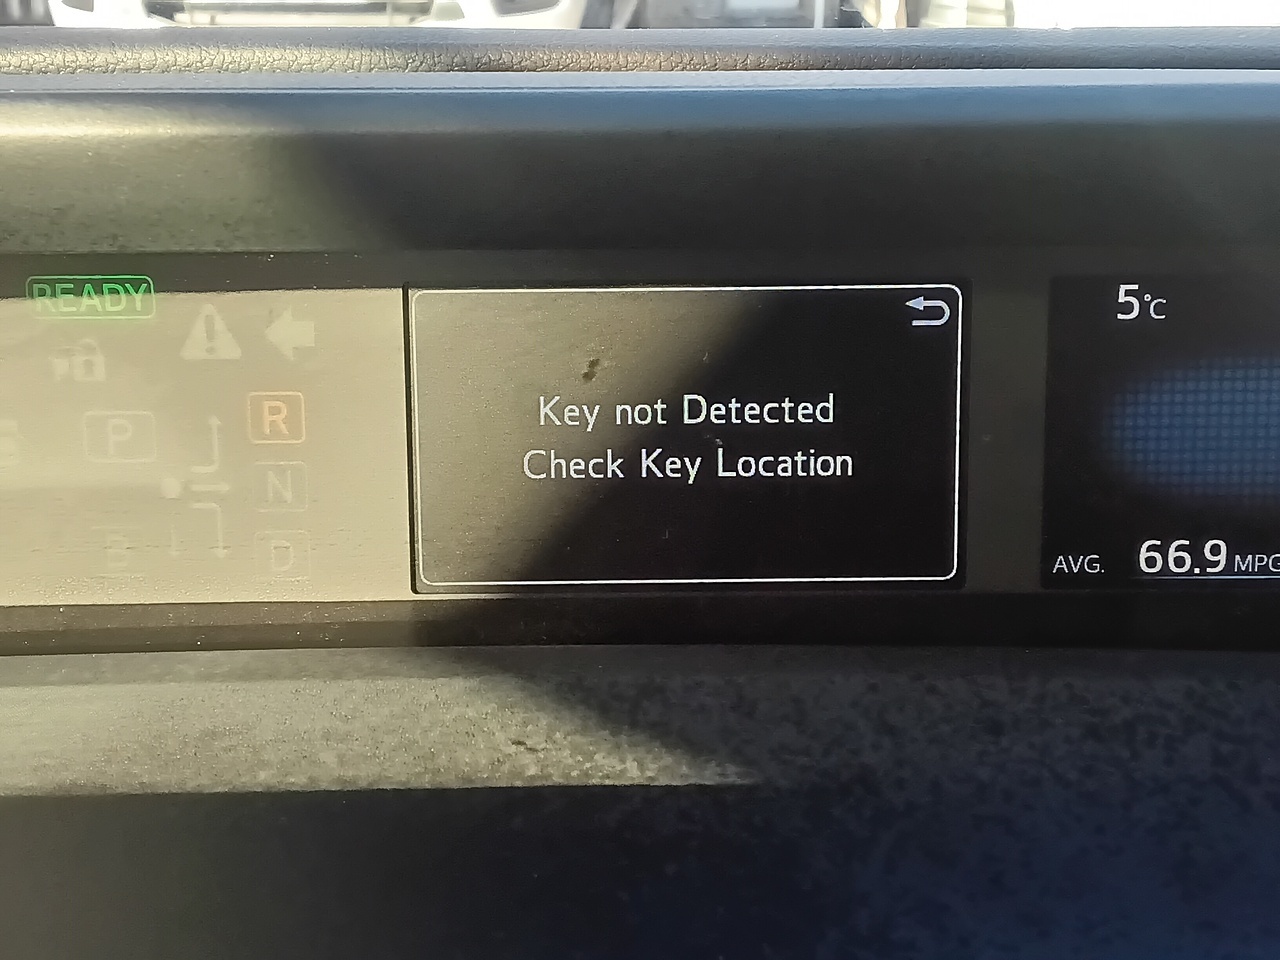 READY
P
R
N
B
D
Key not Detected
Check Key Location
5°C
AVG. 66.9 MPG